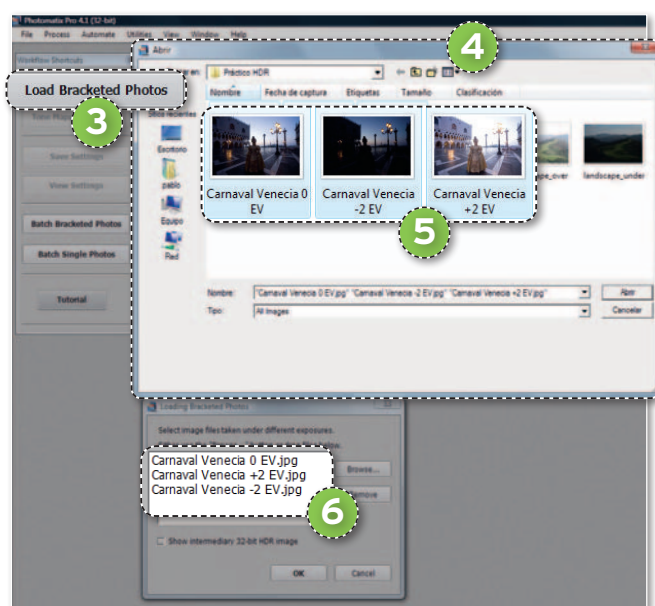 Photomatix Pro 4.1 (32-bit)
File Process Automate Utilities View Window Help
Workflow Shortcuts
Abrir
4
en:
Práctico HDR
Load Bracketed Photos
3
Nombre Fecha de captura Etiquetas Tamaño Clasificación
Sitios recientes
Escritorio
pablo
Equipo
Red
Save Settings
View Settings
Batch Bracketed Photos
Batch Single Photos
Tutorial
Carnaval Venecia 0 EV
Carnaval Venecia -2 EV
Carnaval Venecia +2 EV
landscape_under
5
Nombre: "Carnaval Venecia 0 EV.jpg" "Carnaval Venecia -2 EV.jpg" "Carnaval Venecia +2 EV.jpg" Abrir
Tipo: All Images Cancelar
Loading Bracketed Photos
Select image files taken under different exposures.
Carnaval Venecia 0 EV.jpg
Carnaval Venecia +2 EV.jpg
Carnaval Venecia -2 EV.jpg
Browse...
6
Show intermediary 32-bit HDR image
OK Cancel